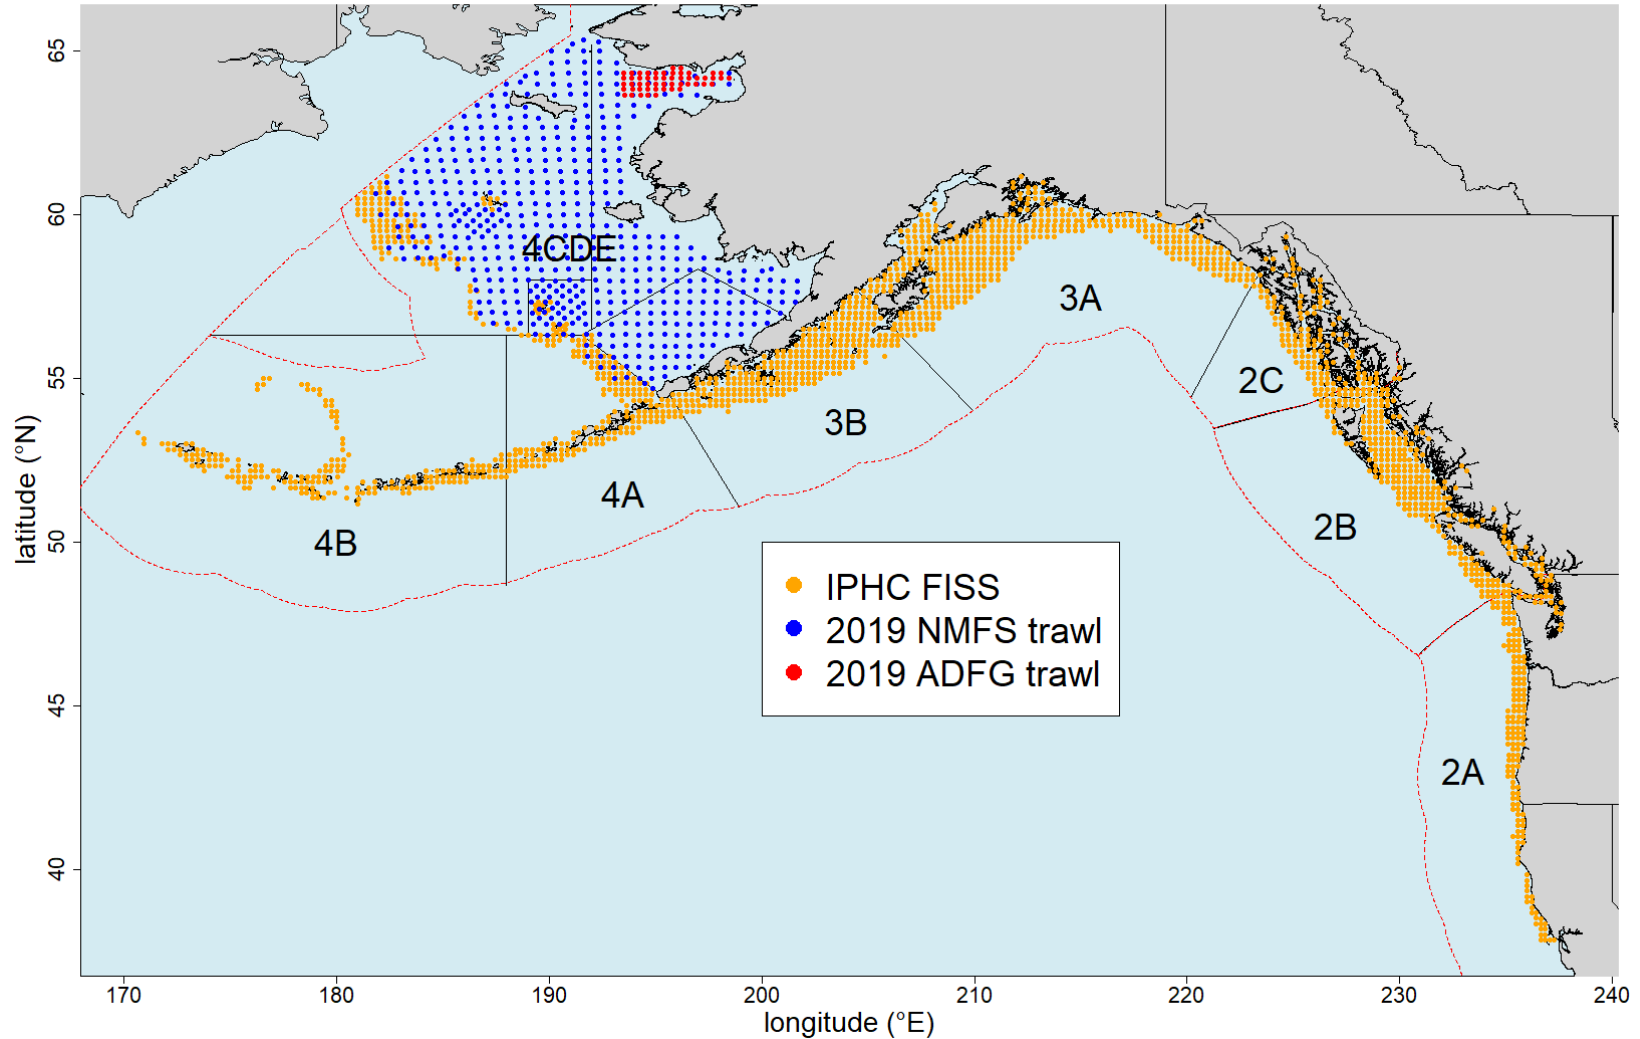 65
60
55
50
45
40
latitude (°N)
4CDE
3A
2C
3B
4A
2B
4B
2A
IPHC FISS
2019 NMFS trawl
2019 ADFG trawl
170
180
190
200
210
220
230
240
longitude (°E)